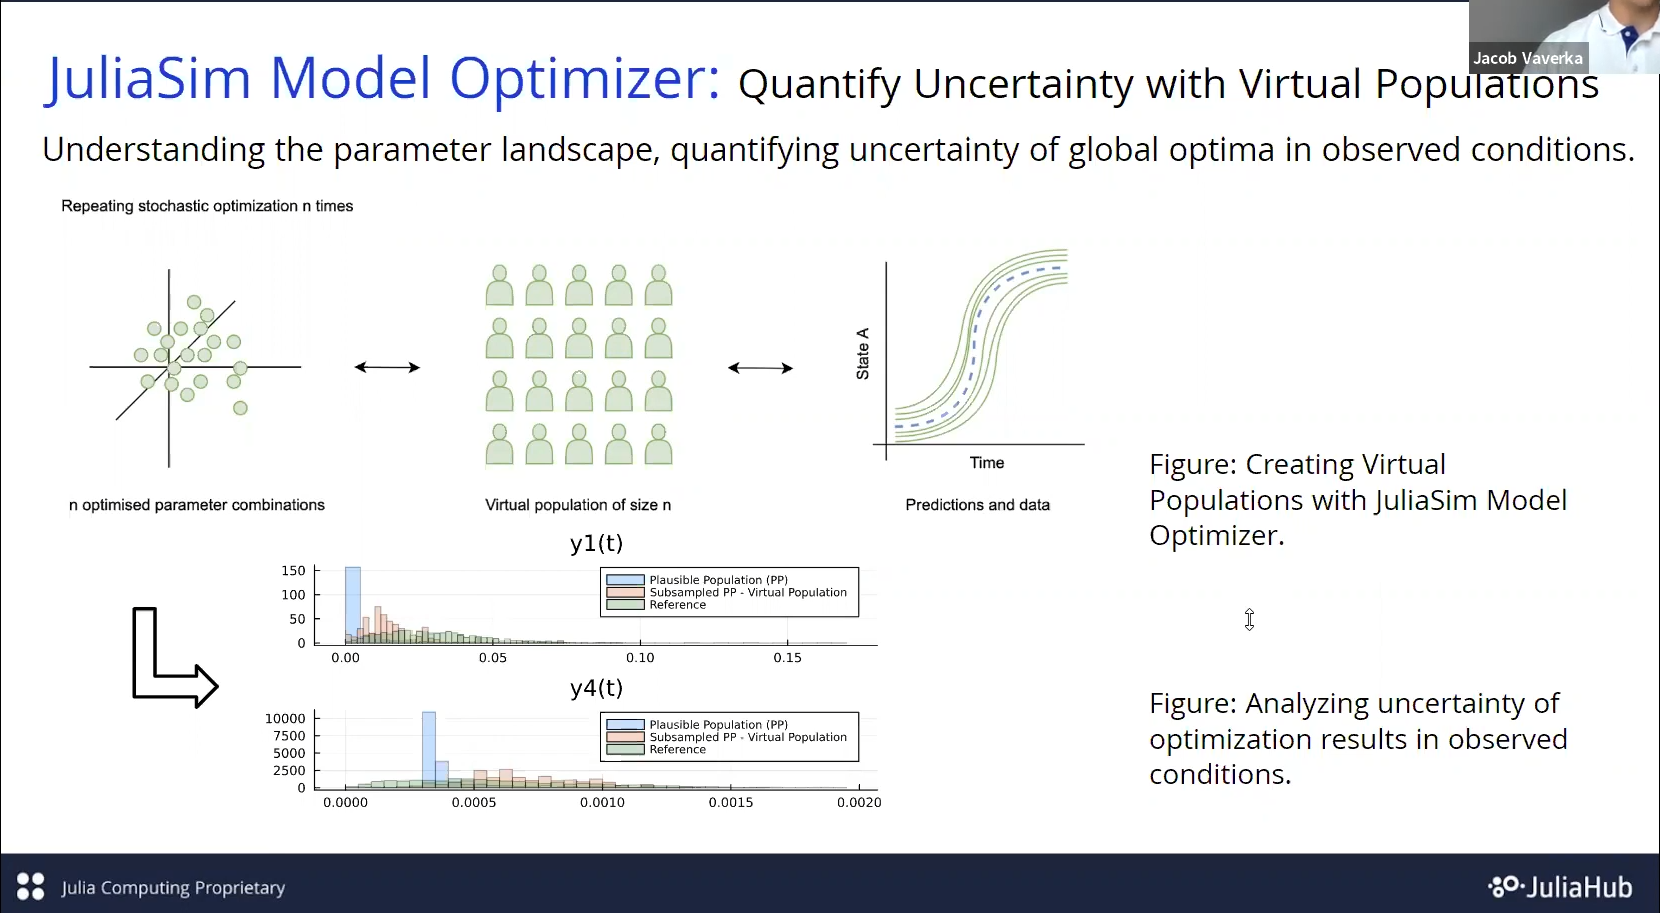 Jacob Vaverka
JuliaSim Model Optimizer: Quantify Uncertainty with Virtual Populations
Understanding the parameter landscape, quantifying uncertainty of global optima in observed conditions.
Repeating stochastic optimization n times
State A
Time
n optimised parameter combinations
Virtual population of size n
Predictions and data
Figure: Creating Virtual
Populations with JuliaSim Model
Optimizer.
y1(t)
150
100
50
0
Plausible Population (PP)
Subsampled PP - Virtual Population
Reference
0.00 0.05 0.10 0.15
y4(t)
10000
7500
5000
2500
0
Plausible Population (PP)
Subsampled PP - Virtual Population
Reference
0.0000 0.0005 0.0010 0.0015 0.0020
Figure: Analyzing uncertainty of
optimization results in observed
conditions.
Julia Computing Proprietary
JuliaHub